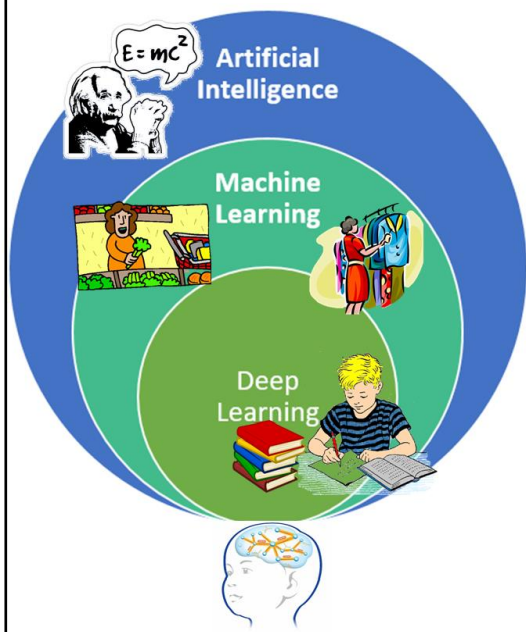 E = mc²
Artificial
Intelligence
Machine
Learning
Deep
Learning